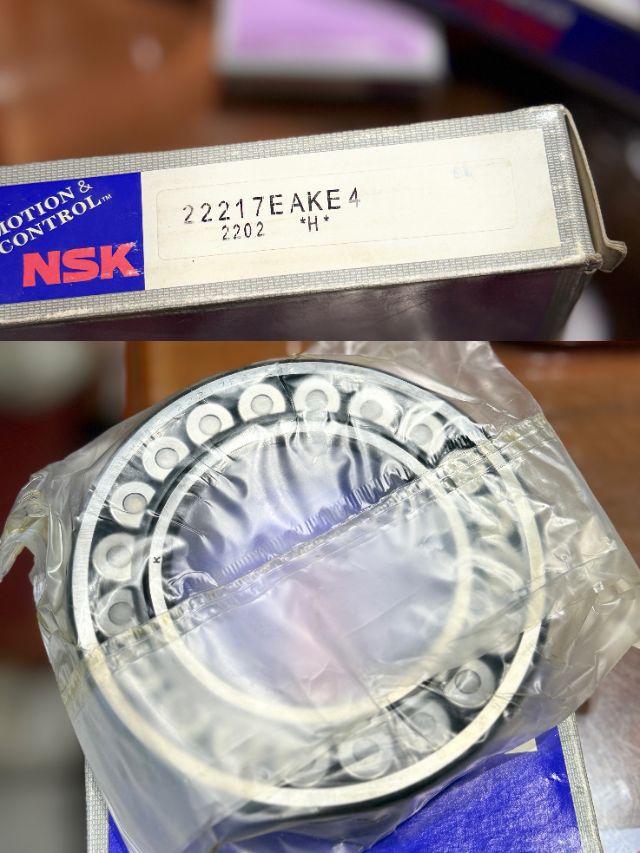 MOTION &
CONTROL™
NSK
22217EAKE4
2202 *H*
K